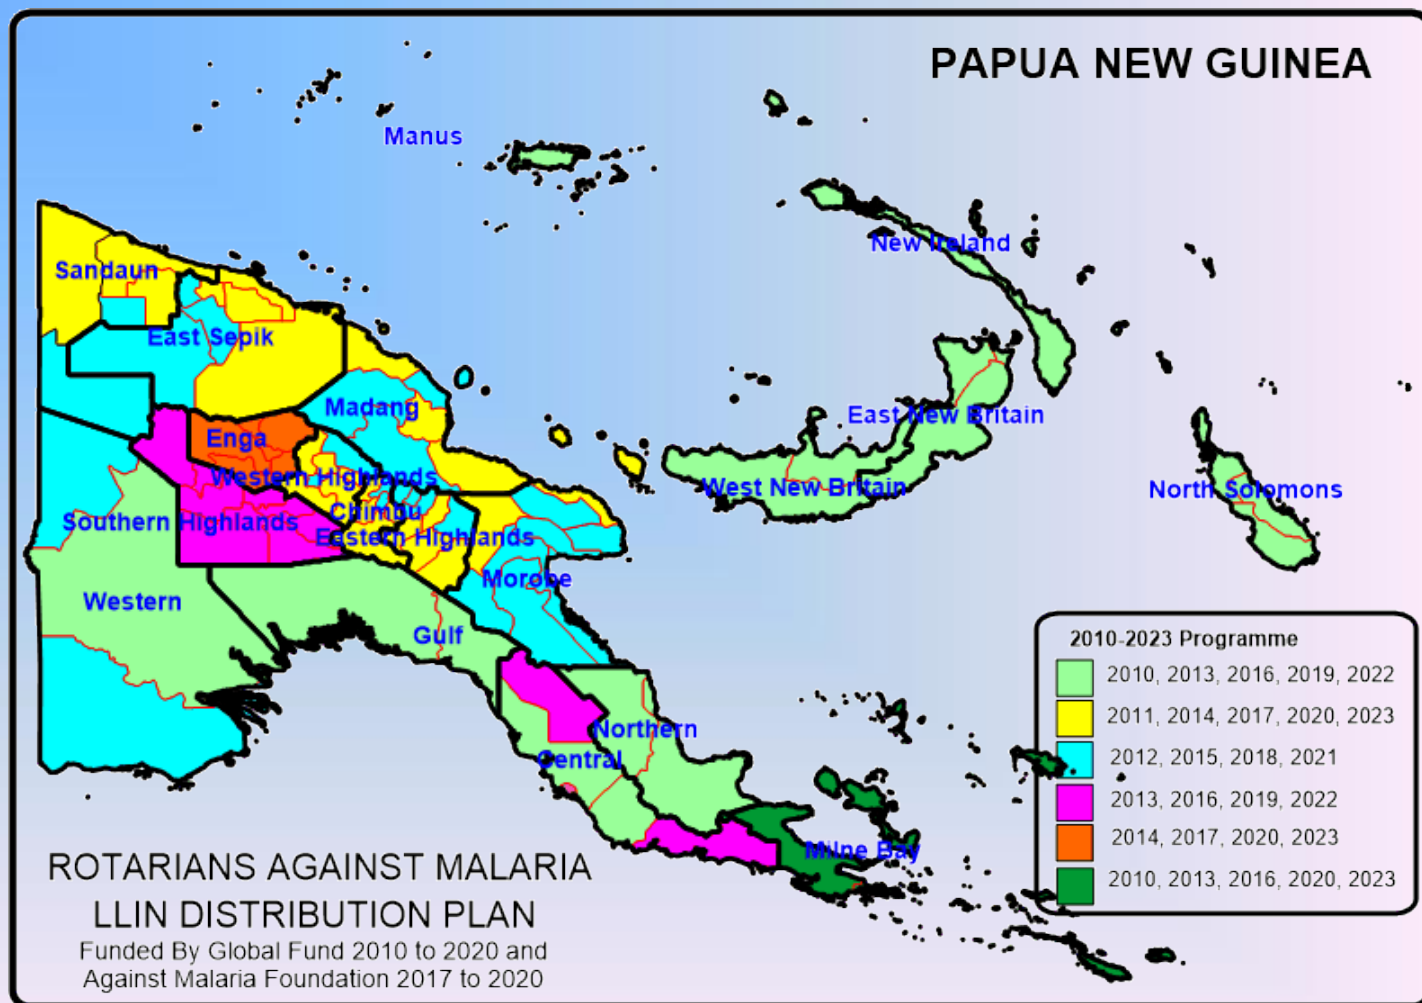 PAPUA NEW GUINEA
Manus
New Ireland
Sandaun
East Sepik
Madang
East New Britain
Enga
Western Highlands
West New Britain
North Solomons
Chimbu
Southern Highlands
Eastern Highlands
Morobe
Western
Gulf
Northern
Central
Milne Bay
2010-2023 Programme
2010, 2013, 2016, 2019, 2022
2011, 2014, 2017, 2020, 2023
2012, 2015, 2018, 2021
2013, 2016, 2019, 2022
2014, 2017, 2020, 2023
2010, 2013, 2016, 2020, 2023
ROTARIANS AGAINST MALARIA
LLIN DISTRIBUTION PLAN
Funded By Global Fund 2010 to 2020 and
Against Malaria Foundation 2017 to 2020